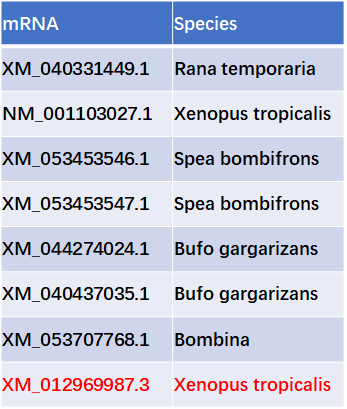 mRNA Species
XM_040331449.1 Rana temporaria
NM_001103027.1 Xenopus tropicalis
XM_053453546.1 Spea bombifrons
XM_053453547.1 Spea bombifrons
XM_044274024.1 Bufo gargarizans
XM_040437035.1 Bufo gargarizans
XM_053707768.1 Bombina
XM_012969987.3 Xenopus tropicalis